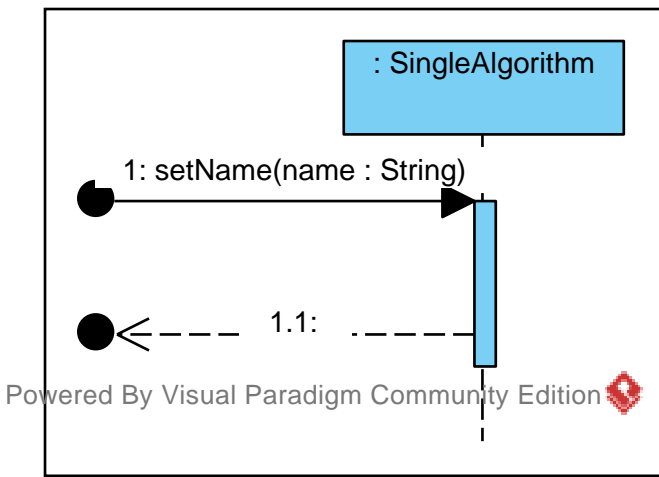 : SingleAlgorithm
1: setName(name : String)
1.1:
Powered By Visual Paradigm Community Edition